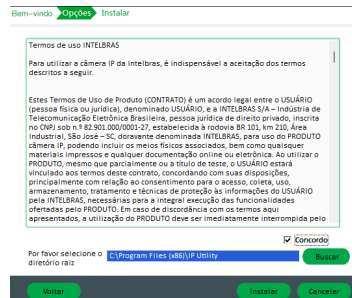 Bem-vindo Opções Instalar
Termos de uso INTELBRAS
Para utilizar a câmera IP da Intelbras, é indispensável a aceitação dos termos
descritos a seguir.
Estes Termos de Uso de Produto (CONTRATO) é um acordo legal entre o USUÁRIO
(pessoa física ou jurídica), denominado USUÁRIO, e a INTELBRAS S/A – Indústria de
Telecomunicação Eletrônica Brasileira, pessoa jurídica de direito privado, inscrita
no CNPJ sob n.º 82.901.000/0001-27, estabelecida à rodovia BR 101, km 210, Área
Industrial, São José – SC, doravante denominada INTELBRAS, para uso do PRODUTO
câmera IP, podendo incluir os meios físicos associados, bem como quaisquer
materiais impressos e qualquer documentação online ou eletrônica. Ao utilizar o
PRODUTO, mesmo que parcialmente ou a título de teste, o USUÁRIO estará
vinculado aos termos deste contrato, concordando com suas disposições,
principalmente com relação ao consentimento para o acesso, coleta, uso,
armazenamento, tratamento e técnicas de proteção às informações do USUÁRIO
pela INTELBRAS, necessárias para a integral execução das funcionalidades
ofertadas pelo PRODUTO. Em caso de discordância com os termos aqui
apresentados, a utilização do PRODUTO deve ser imediatamente interrompida pelo
Concordo
Por favor selecione o
diretório raiz
C:\Program Files (x86)\IP Utility
Buscar
Voltar Instalar Cancelar